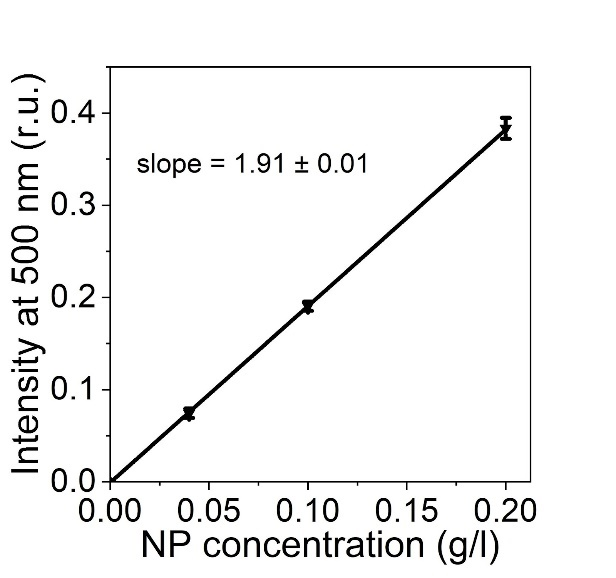 Intensity at 500 nm (r.u.)
0.4
slope = 1.91 ± 0.01
0.3
0.2
0.1
0.0
0.00 0.05 0.10 0.15 0.20
NP concentration (g/l)